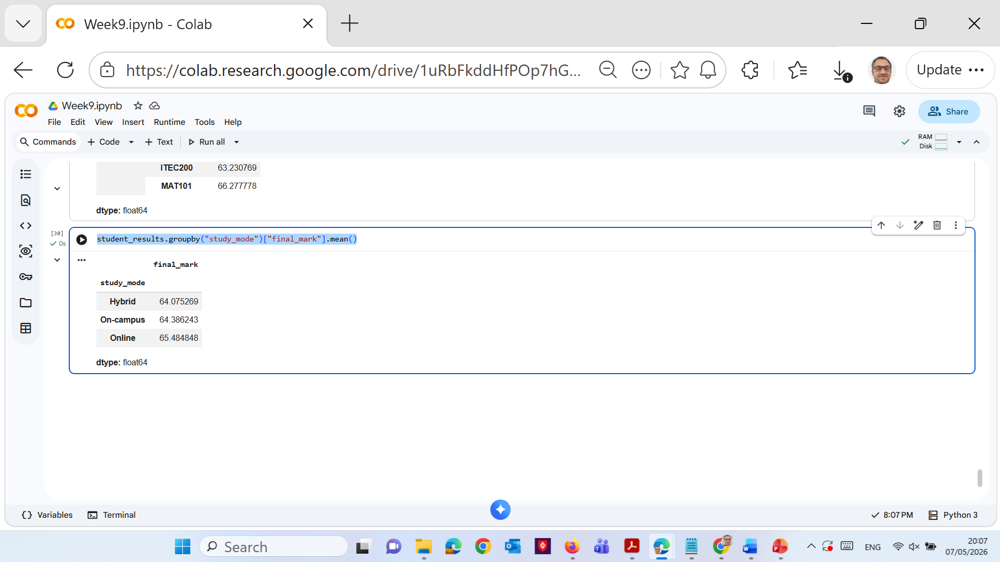 Week9.ipynb - Colab
https://colab.research.google.com/drive/1uRbFkddHfPOp7hG...
Update
Week9.ipynb
File Edit View Insert Runtime Tools Help
Share
Commands + Code + Text Run all
RAM
Disk
ITEC200 63.230769
MAT101 66.277778
dtype: float64
[30]
0s
student_results.groupby("study_mode")["final_mark"].mean()
final_mark
study_mode
Hybrid 64.075269
On-campus 64.386243
Online 65.484848
dtype: float64
Variables Terminal
8:07 PM Python 3
Search
ENG
20:07
07/05/2026